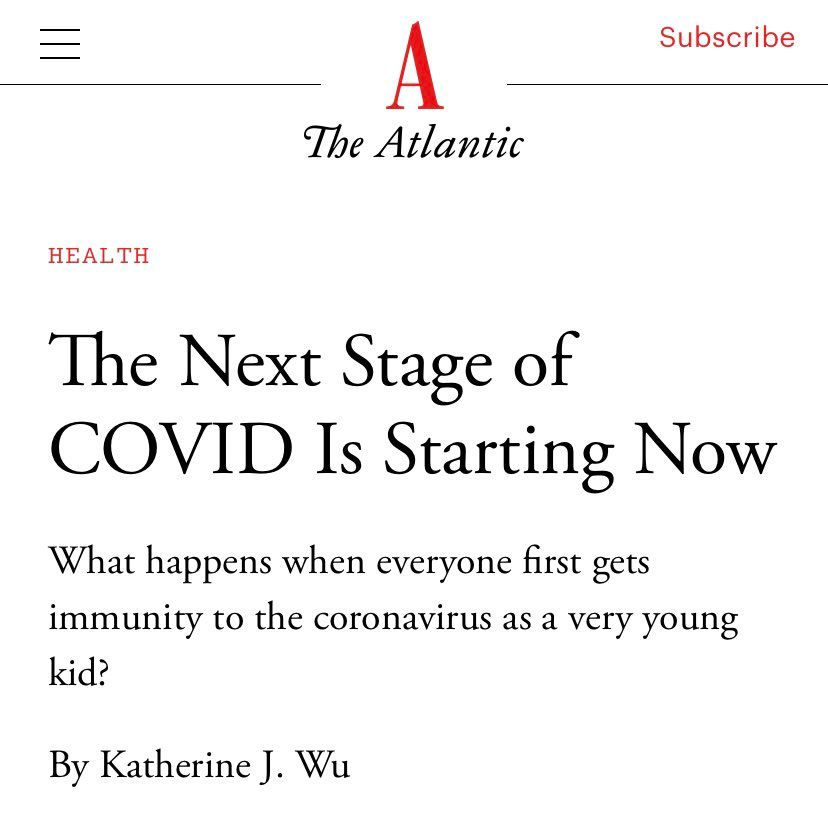 Subscribe
A
The Atlantic
HEALTH
The Next Stage of
COVID Is Starting Now
What happens when everyone first gets
immunity to the coronavirus as a very young
kid?
By Katherine J. Wu